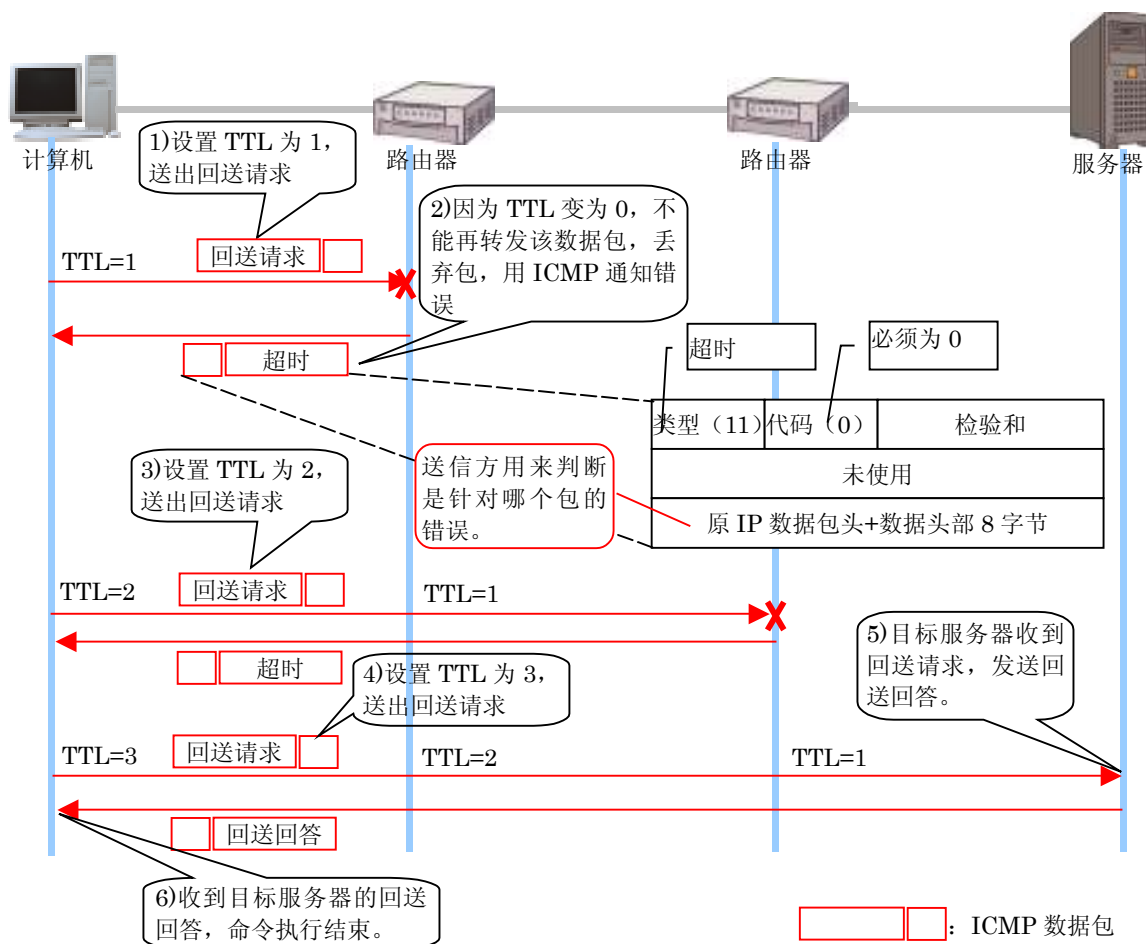 计算机
路由器
路由器
服务器
1)设置 TTL 为 1，
送出回送请求
2)因为 TTL 变为 0，不
能再转发该数据包，丢
弃包，用 ICMP 通知错
误
TTL=1
回送请求
超时
超时
必须为 0
类型（11）
代码（0）
检验和
未使用
原 IP 数据包头+数据头部 8 字节
送信方用来判断
是针对哪个包的
错误。
3)设置 TTL 为 2，
送出回送请求
TTL=2
回送请求
TTL=1
超时
4)设置 TTL 为 3，
送出回送请求
5)目标服务器收到
回送请求，发送回
送回答。
TTL=3
回送请求
TTL=2
TTL=1
回送回答
6)收到目标服务器的回送
回答，命令执行结束。
：ICMP 数据包